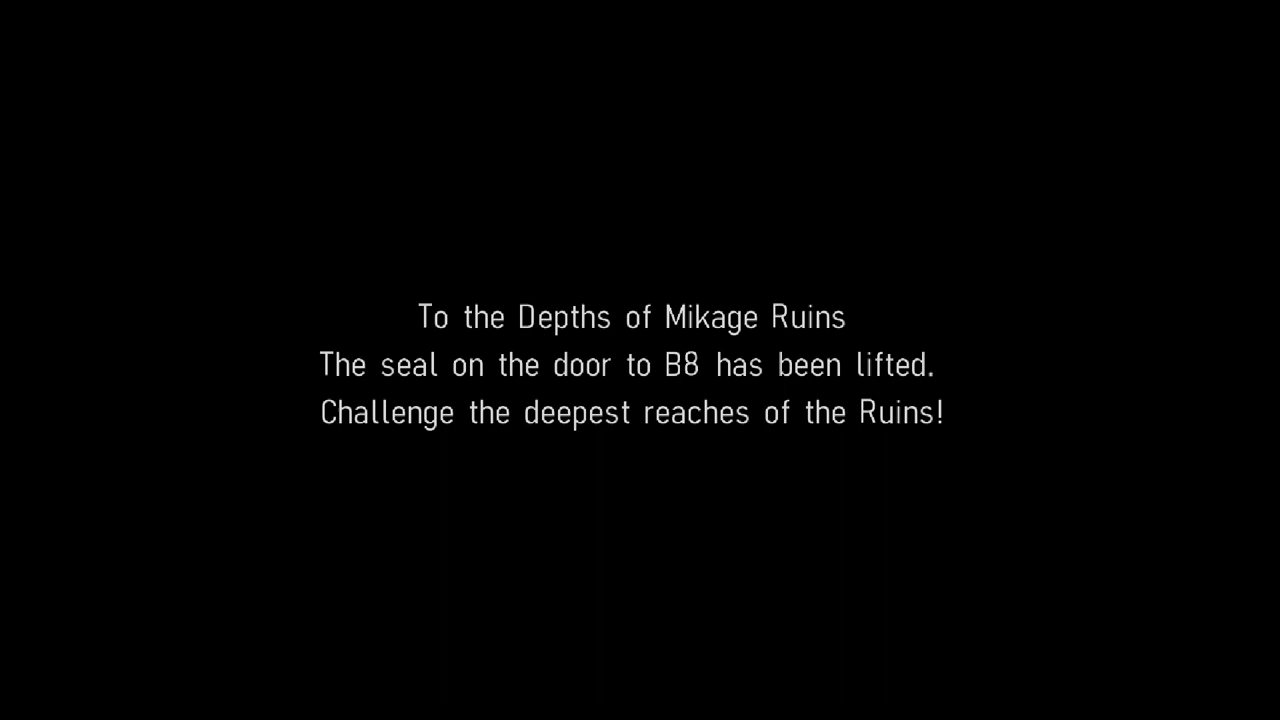 To the Depths of Mikage Ruins
The seal on the door to B8 has been lifted.
Challenge the deepest reaches of the Ruins!